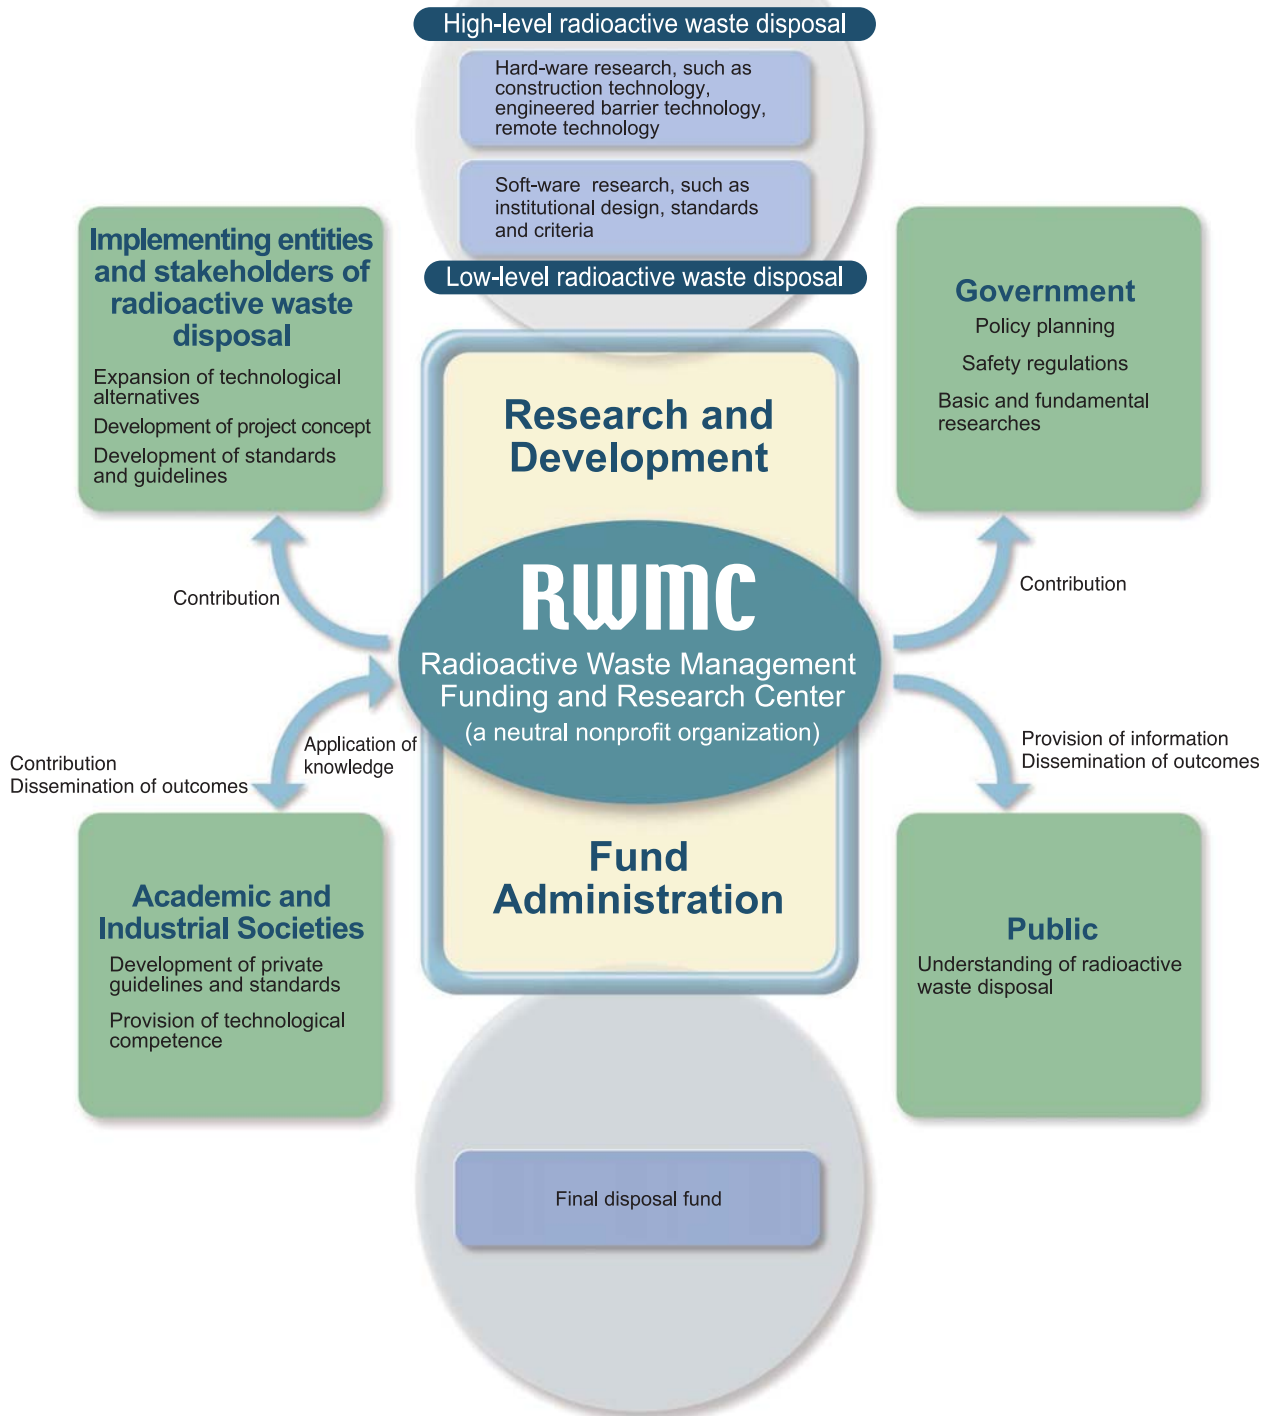 High-level radioactive waste disposal
Hard-ware research, such as
construction technology,
engineered barrier technology,
remote technology
Soft-ware research, such as
institutional design, standards
and criteria
Low-level radioactive waste disposal
Implementing entities
and stakeholders of
radioactive waste
disposal
Expansion of technological
alternatives
Development of project concept
Development of standards
and guidelines
Government
Policy planning
Safety regulations
Basic and fundamental
researches
Research and
Development
Contribution
Contribution
RWMC
Radioactive Waste Management
Funding and Research Center
(a neutral nonprofit organization)
Application of
knowledge
Contribution
Dissemination of outcomes
Provision of information
Dissemination of outcomes
Fund
Administration
Academic and
Industrial Societies
Development of private
guidelines and standards
Provision of technological
competence
Public
Understanding of radioactive
waste disposal
Final disposal fund